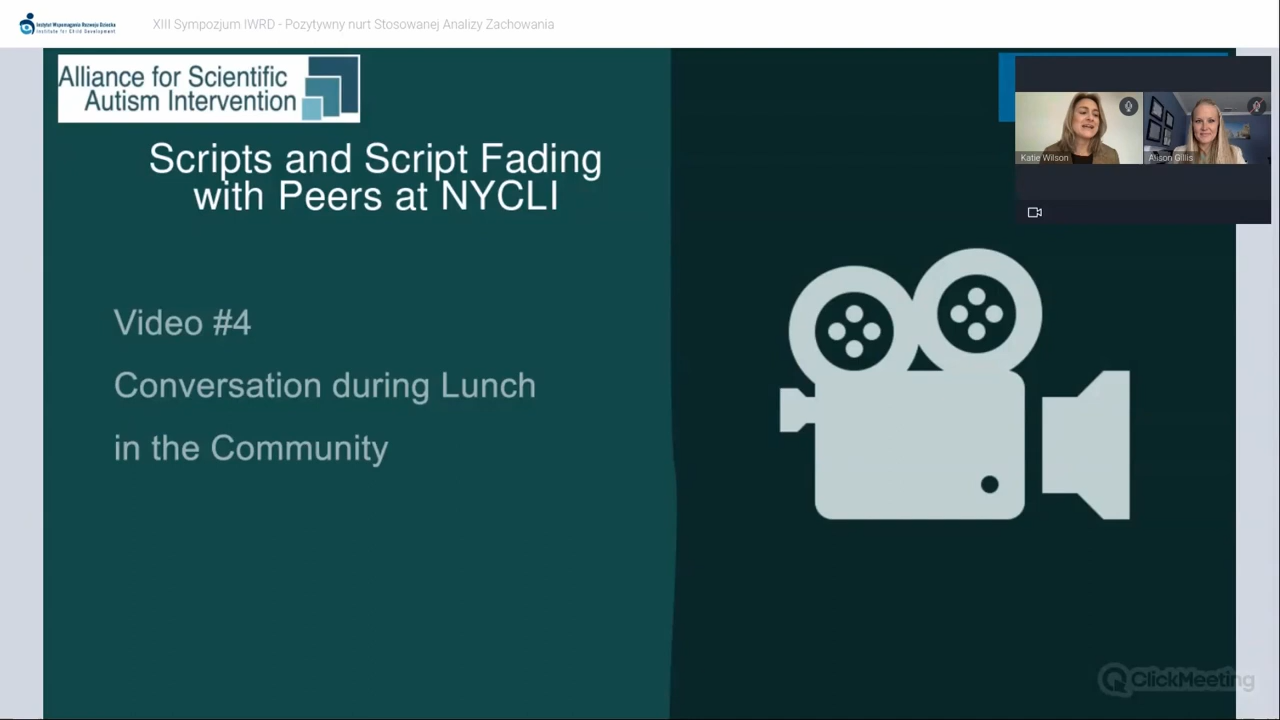 Instytut Wspomagania Rozwoju Dziecka
Institute for Child Development
XIII Sympozjum IWRD - Pozytywny nurt Stosowanej Analizy Zachowania
Alliance for Scientific
Autism Intervention
Scripts and Script Fading
with Peers at NYCLI
Video #4
Conversation during Lunch
in the Community
Katie Wilson
Alison Gillis
ClickMeeting